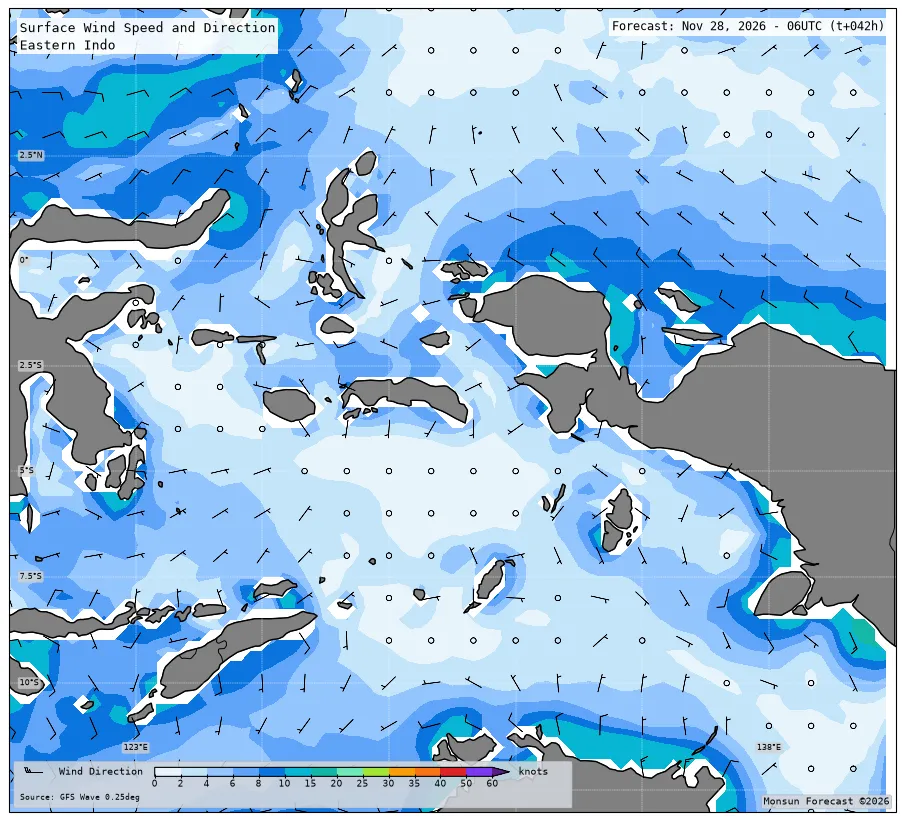 Surface Wind Speed and Direction
Eastern Indo
Forecast: Nov 28, 2026 - 06UTC (t+042h)
2.5°N
0°
2.5°S
5°S
7.5°S
10°S
123°E
138°E
Wind Direction
knots
0 2 4 6 8 10 15 20 25 30 35 40 50 60
Source: GFS Wave 0.25deg
Monsun Forecast ©2026